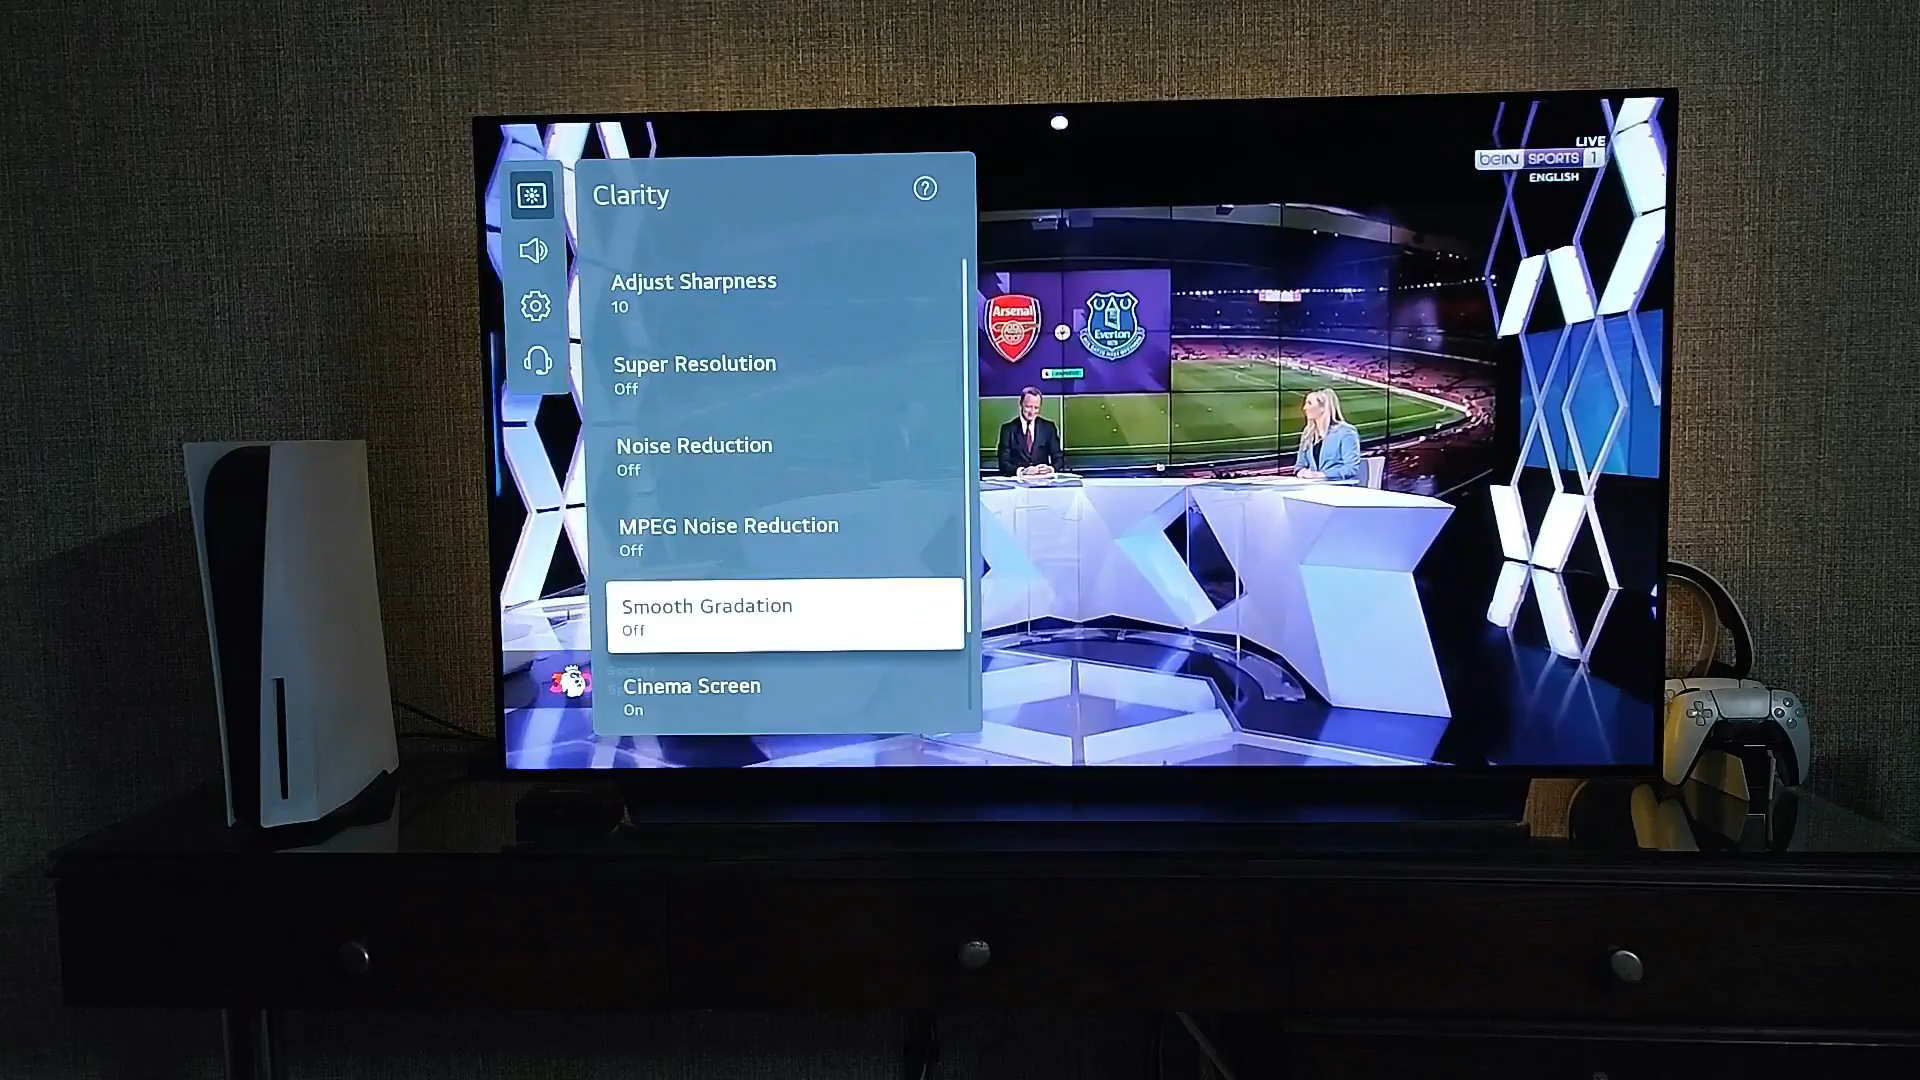 Clarity
?
Adjust Sharpness
10
Super Resolution
Off
Noise Reduction
Off
MPEG Noise Reduction
Off
Smooth Gradation
Off
Cinema Screen
On
LIVE
beIN SPORTS 1
ENGLISH
Arsenal
Everton